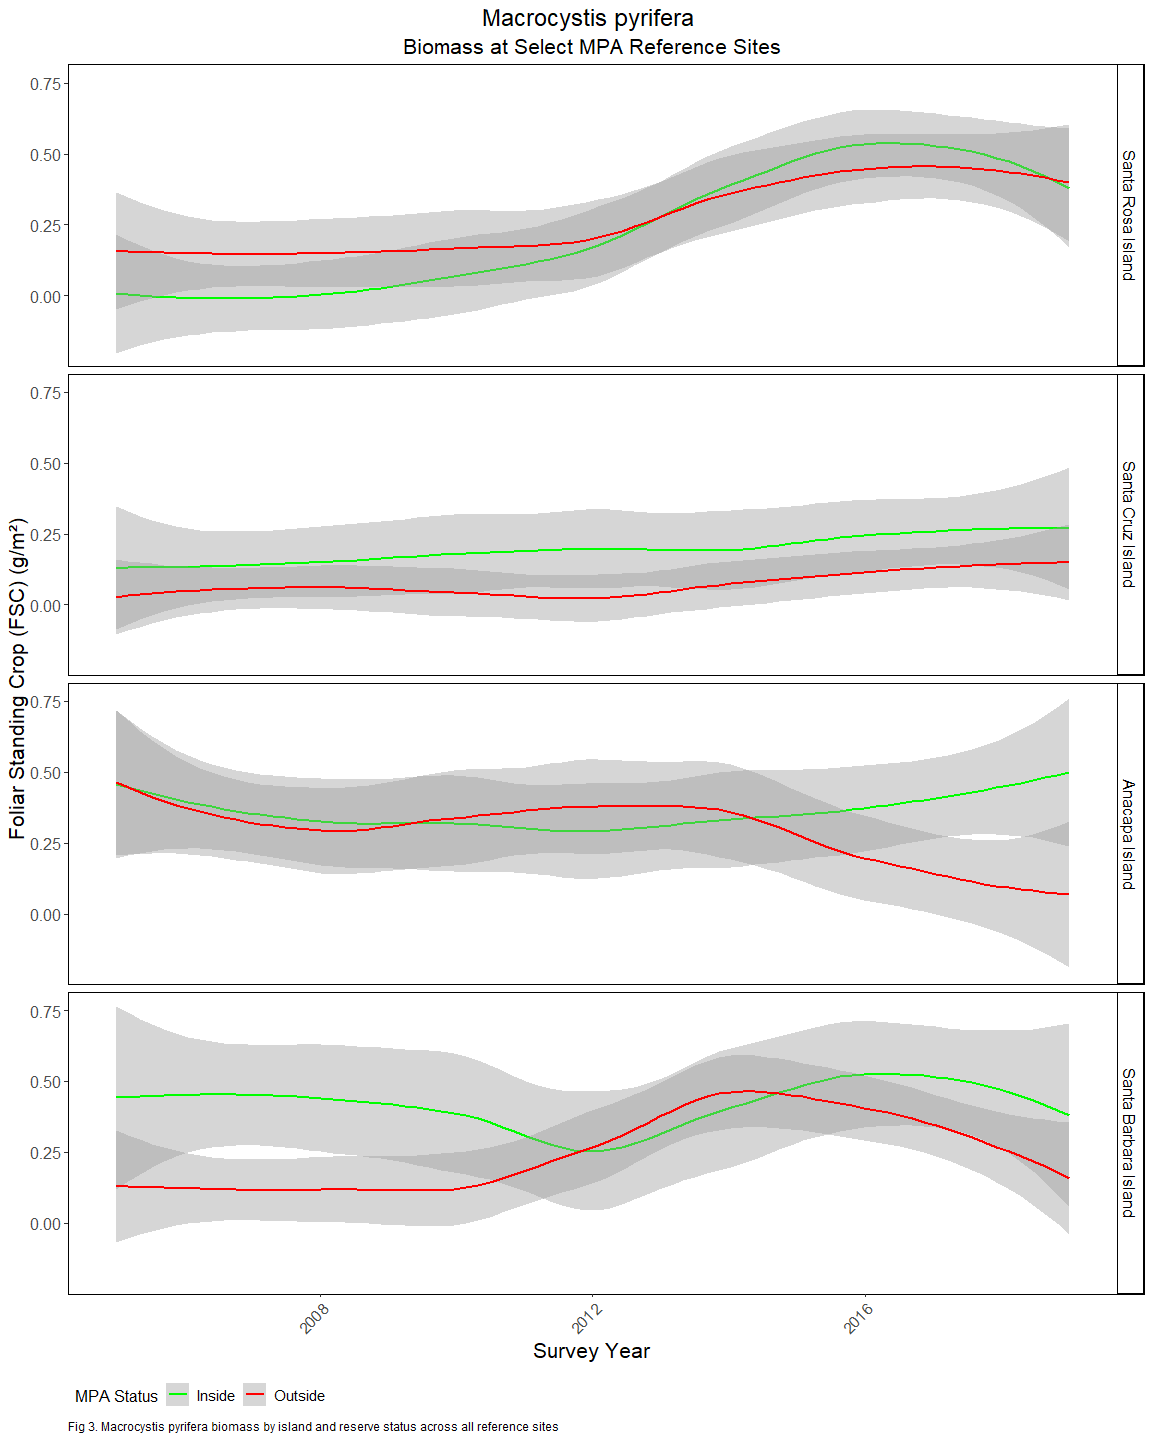 Macrocystis pyrifera
Biomass at Select MPA Reference Sites
Foliar Standing Crop (FSC) (g/m²)
0.75
0.50
0.25
0.00
Santa Rosa Island
0.75
0.50
0.25
0.00
Santa Cruz Island
0.75
0.50
0.25
0.00
Anacapa Island
0.75
0.50
0.25
0.00
Santa Barbara Island
2008
2012
2016
Survey Year
MPA Status Inside Outside
Fig 3. Macrocystis pyrifera biomass by island and reserve status across all reference sites